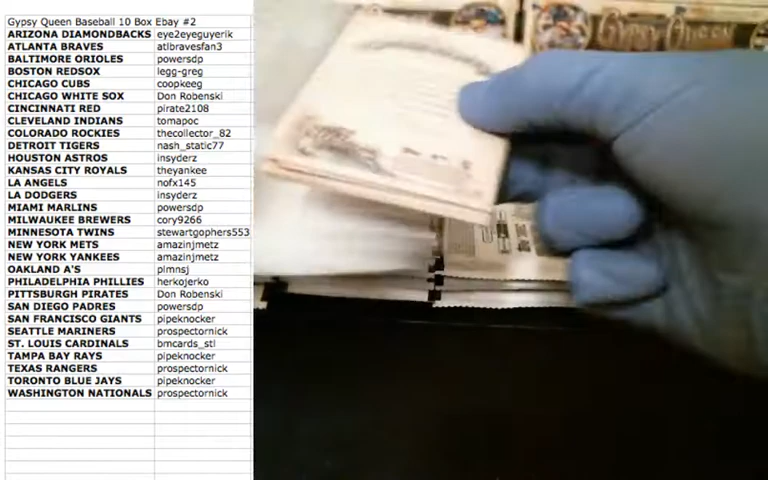 Gypsy Queen Baseball 10 Box Ebay #2
ARIZONA DIAMONDBACKS eye2eyeguyerik
ATLANTA BRAVES atlbravesfan3
BALTIMORE ORIOLES powersdp
BOSTON REDSOX legg-greg
CHICAGO CUBS coopkeeg
CHICAGO WHITE SOX Don Robenski
CINCINNATI RED pirate2108
CLEVELAND INDIANS tomapoc
COLORADO ROCKIES thecollector_82
DETROIT TIGERS nash_static77
HOUSTON ASTROS insyderz
KANSAS CITY ROYALS theyankee
LA ANGELS nofx145
LA DODGERS insyderz
MIAMI MARLINS powersdp
MILWAUKEE BREWERS cory9266
MINNESOTA TWINS stewartgophers553
NEW YORK METS amazinjmetz
NEW YORK YANKEES amazinjmetz
OAKLAND A'S plmnsj
PHILADELPHIA PHILLIES herkojerko
PITTSBURGH PIRATES Don Robenski
SAN DIEGO PADRES powersdp
SAN FRANCISCO GIANTS pipeknocker
SEATTLE MARINERS prospectornick
ST. LOUIS CARDINALS bmcards_stl
TAMPA BAY RAYS pipeknocker
TEXAS RANGERS prospectornick
TORONTO BLUE JAYS pipeknocker
WASHINGTON NATIONALS prospectornick
Gypsy Queen